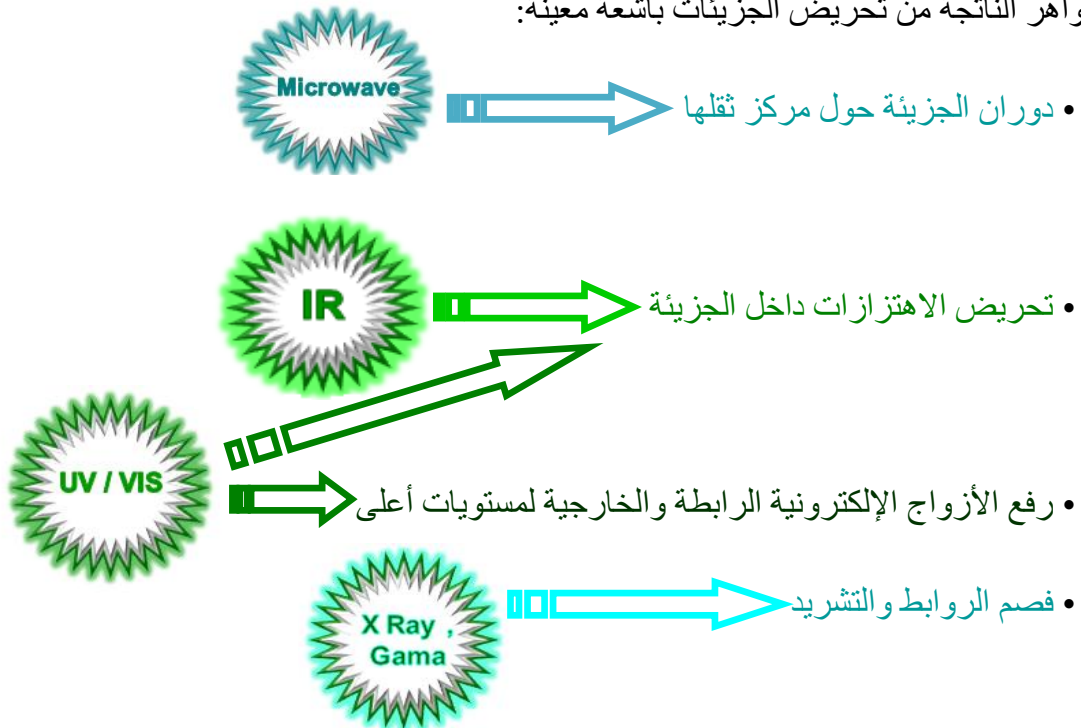 الناتجة من تحريض الجزيئات بأشعة معينة:
Microwave
• دوران الجزيئة حول مركز ثقلها
IR
• تحريض الاهتزازات داخل الجزيئة
UV / VIS
• رفع الأزواج الإلكترونية الرابطة والخارجية لمستويات أعلى
X Ray ,
Gama
• فصم الروابط والتشريد